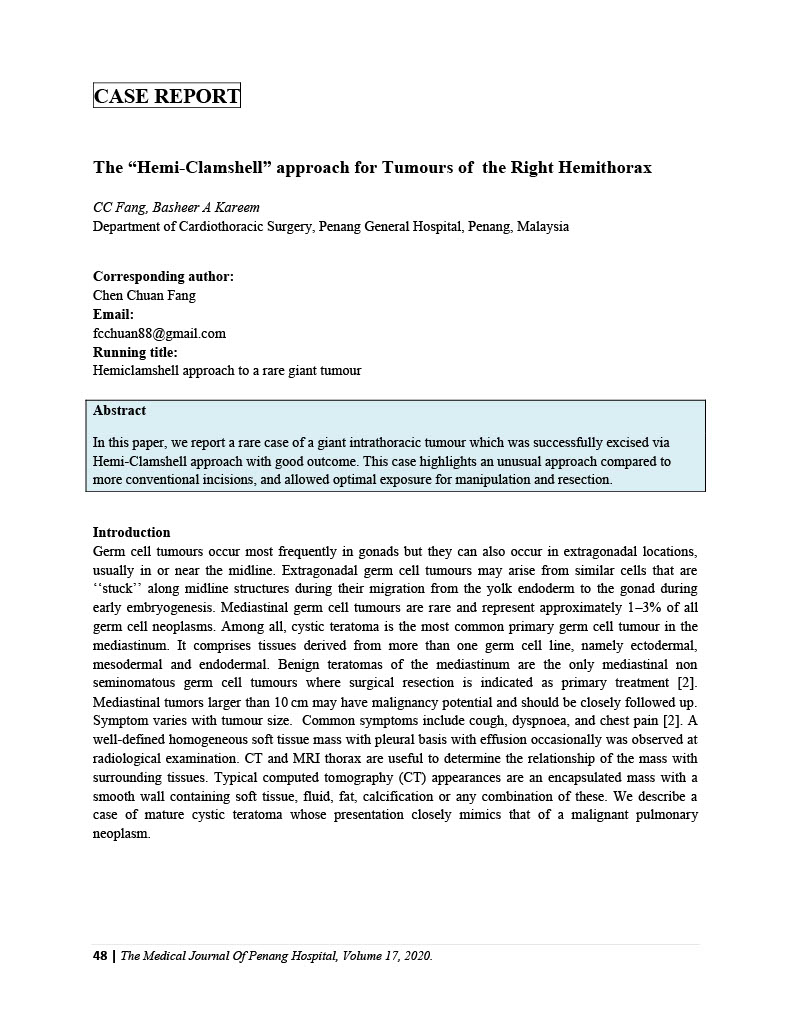 CASE REPORT
The “Hemi-Clamshell” approach for Tumours of  the Right Hemithorax
CC Fang, Basheer A Kareem
Department of Cardiothoracic Surgery, Penang General Hospital, Penang, Malaysia
Corresponding author:
Chen Chuan Fang
Email:
fcchuan88@gmail.com
Running title:
Hemiclamshell approach to a rare giant tumour
Abstract
In this paper, we report a rare case of a giant intrathoracic tumour which was successfully excised via
Hemi-Clamshell approach with good outcome. This case highlights an unusual approach compared to
more conventional incisions, and allowed optimal exposure for manipulation and resection.
Introduction
Germ cell tumours occur most frequently in gonads but they can also occur in extragonadal locations,
usually in or near the midline. Extragonadal germ cell tumours may arise from similar cells that are
‘‘stuck’’ along midline structures during their migration from the yolk endoderm to the gonad during
early embryogenesis. Mediastinal germ cell tumours are rare and represent approximately 1–3% of all
germ cell neoplasms. Among all, cystic teratoma is the most common primary germ cell tumour in the
mediastinum. It comprises tissues derived from more than one germ cell line, namely ectodermal,
mesodermal and endodermal. Benign teratomas of the mediastinum are the only mediastinal non
seminomatous germ cell tumours where surgical resection is indicated as primary treatment [2].
Mediastinal tumors larger than 10 cm may have malignancy potential and should be closely followed up.
Symptom varies with tumour size.  Common symptoms include cough, dyspnoea, and chest pain [2]. A
well-defined homogeneous soft tissue mass with pleural basis with effusion occasionally was observed at
radiological examination. CT and MRI thorax are useful to determine the relationship of the mass with
surrounding tissues. Typical computed tomography (CT) appearances are an encapsulated mass with a
smooth wall containing soft tissue, fluid, fat, calcification or any combination of these. We describe a
case of mature cystic teratoma whose presentation closely mimics that of a malignant pulmonary
neoplasm.
48 | The Medical Journal Of Penang Hospital, Volume 17, 2020.